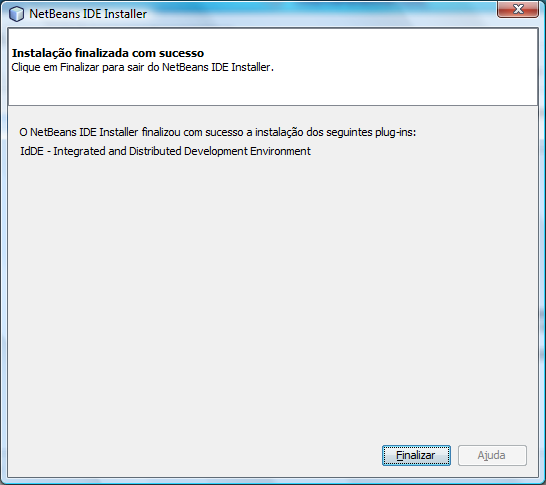 NetBeans IDE Installer
Instalação finalizada com sucesso
Clique em Finalizar para sair do NetBeans IDE Installer.
O NetBeans IDE Installer finalizou com sucesso a instalação dos seguintes plug-ins:
IdDE - Integrated and Distributed Development Environment
Finalizar
Ajuda